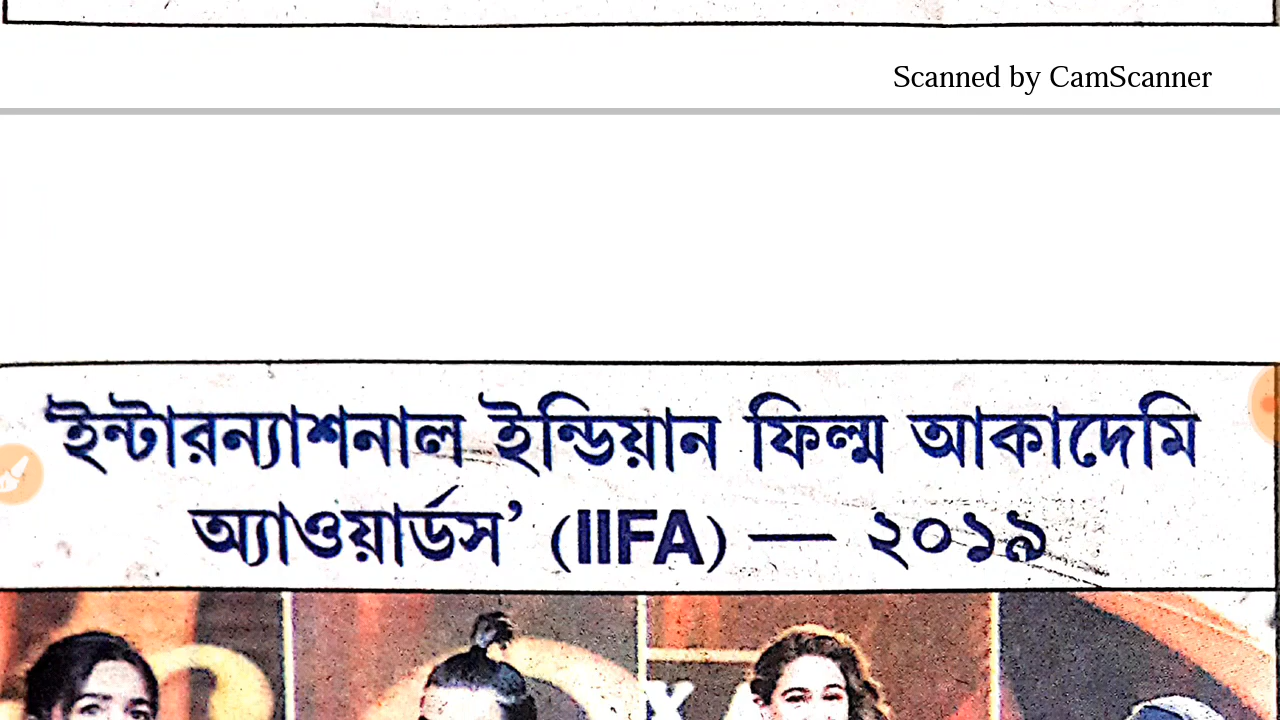 Scanned by CamScanner
'ইন্টারন্যাশনাল ইন্ডিয়ান ফিল্ম আকাদেমি
অ্যাওয়ার্ডস' (IIFA) — ২০১৯